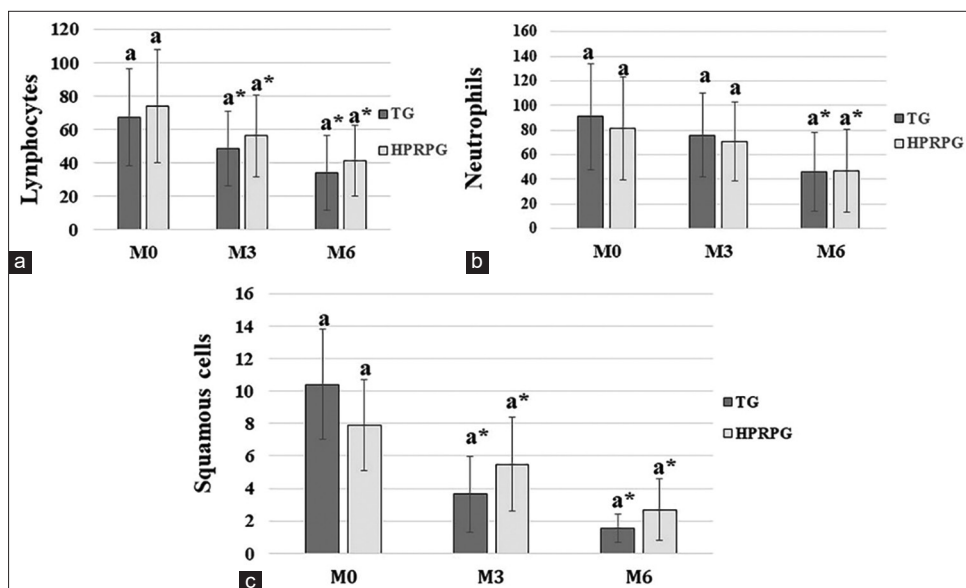 120
100
80
60
40
20
0
Lymphocytes
a a
a* a*
a* a*
M0 M3 M6
TG
HPRPG
a
160
140
120
100
80
60
40
20
0
Neutrophils
a a
a a
a* a*
M0 M3 M6
TG
HPRPG
b
16
14
12
10
8
6
4
2
0
Squamous cells
a a
a* a*
a* a*
M0 M3 M6
TG
HPRPG
c